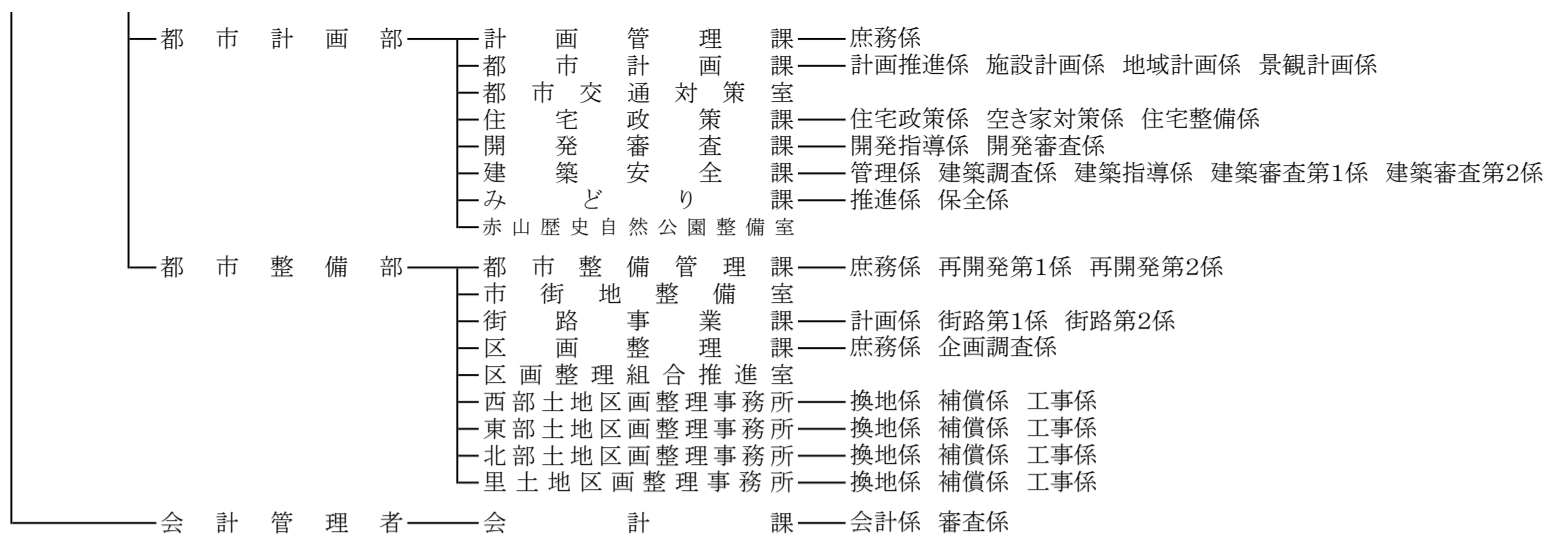 都市計画部 計画管理課 庶務係
都市計画課 計画推進係 施設計画係 地域計画係 景観計画係
都市交通対策室
住宅政策課 住宅政策係 空き家対策係 住宅整備係
開発審査課 開発指導係 開発審査係
建築安全課 管理係 建築調査係 建築指導係 建築審査第1係 建築審査第2係
みどり課 推進係 保全係
赤山歴史自然公園整備室
都市整備部 都市整備管理課 庶務係 再開発第1係 再開発第2係
市街地整備室
街路事業課 計画係 街路第1係 街路第2係
区画整理課 庶務係 企画調査係
区画整理組合推進室
西部土地区画整理事務所 換地係 補償係 工事係
東部土地区画整理事務所 換地係 補償係 工事係
北部土地区画整理事務所 換地係 補償係 工事係
里土地区画整理事務所 換地係 補償係 工事係
会計管理者 会計課 会計係 審査係